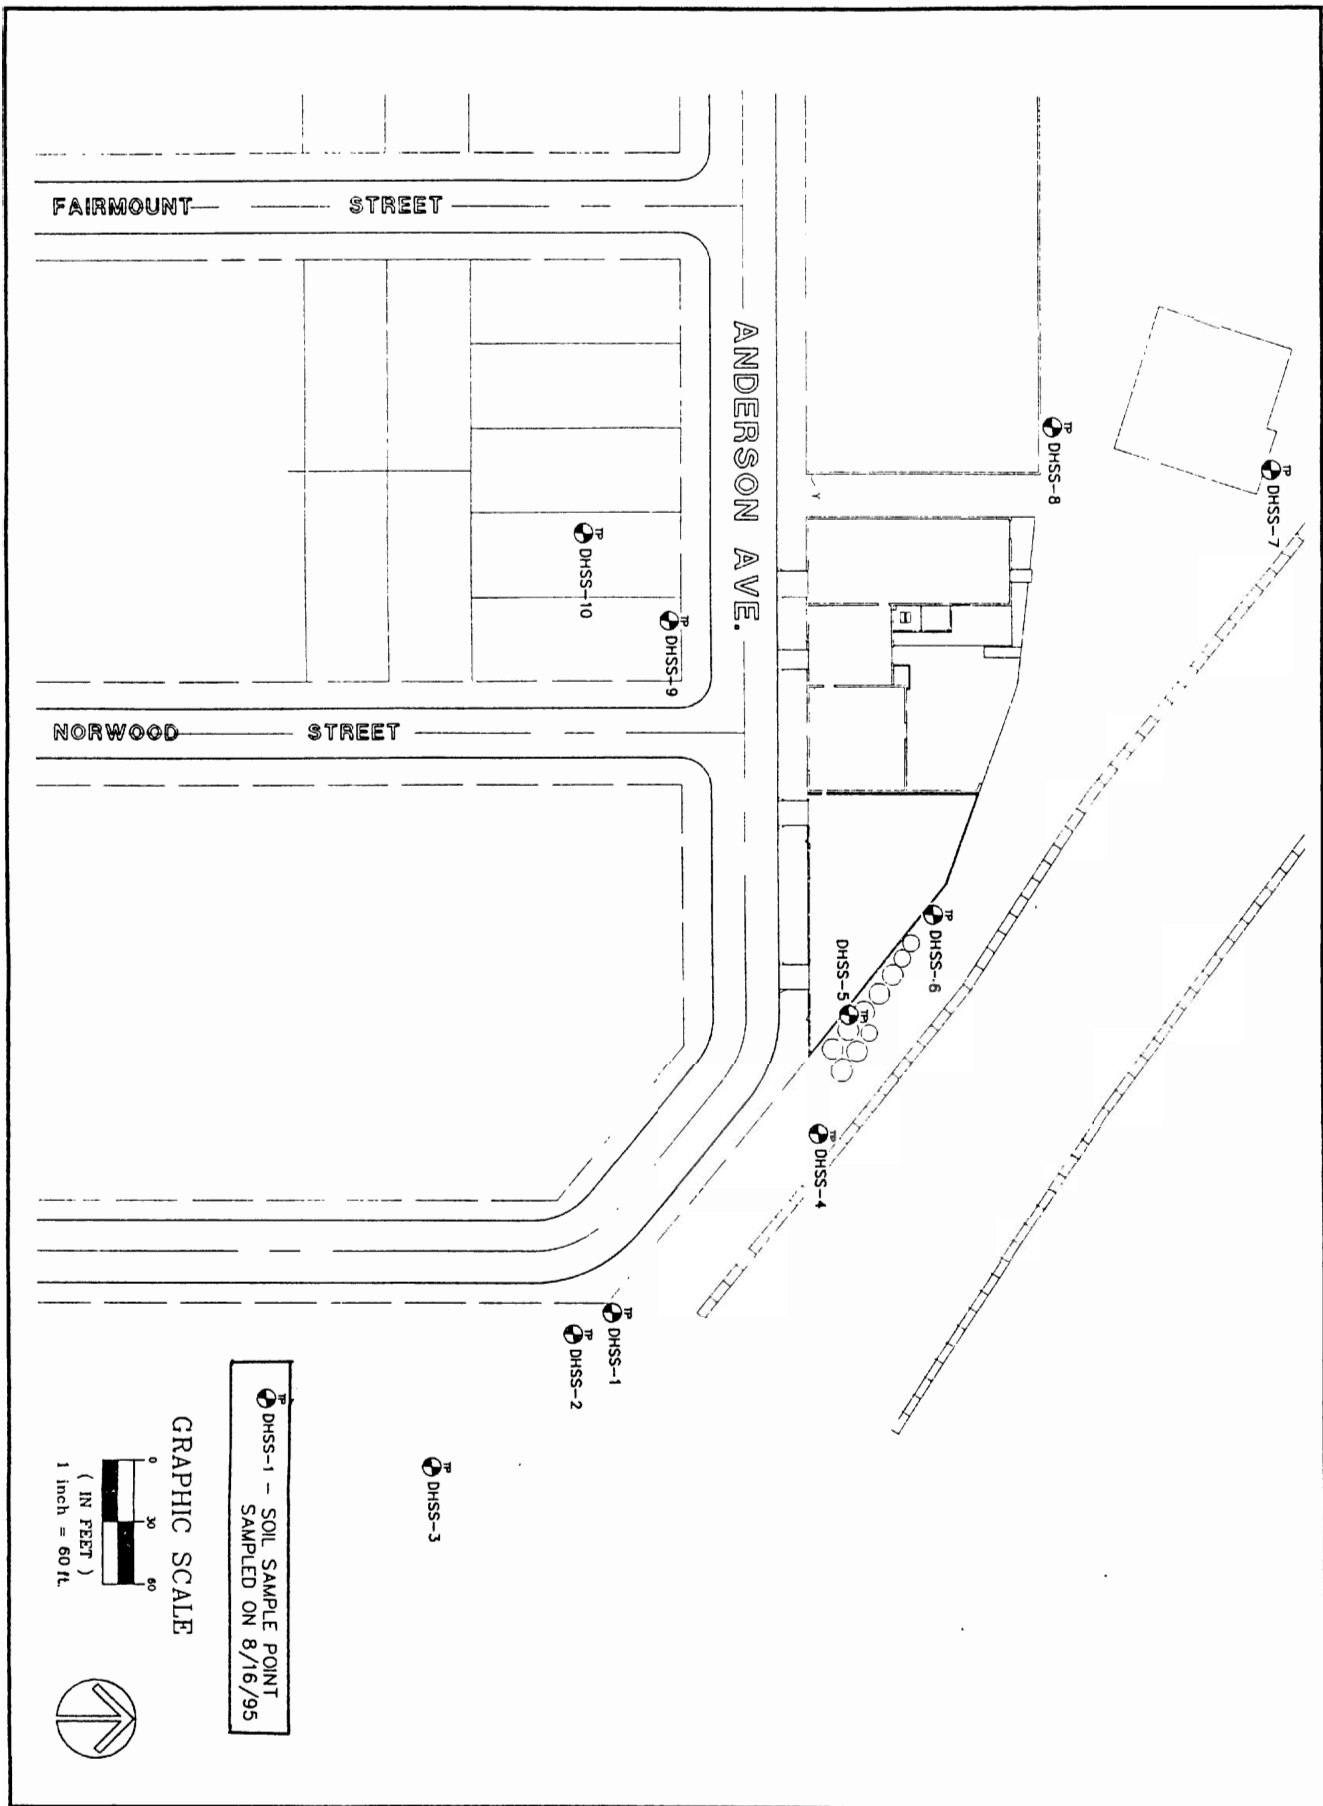 FAIRMOUNT STREET
ANDERSON AVE.
NORWOOD STREET
TP
DHSS-8
TP
DHSS-7
TP
DHSS-10
TP
DHSS-9
TP
DHSS-6
DHSS-5
TP
TP
DHSS-4
TP
DHSS-1
TP
DHSS-2
TP
DHSS-3
TP
DHSS-1 - SOIL SAMPLE POINT
SAMPLED ON 8/16/95
GRAPHIC SCALE
0 30 60
( IN FEET )
1 inch = 60 ft.